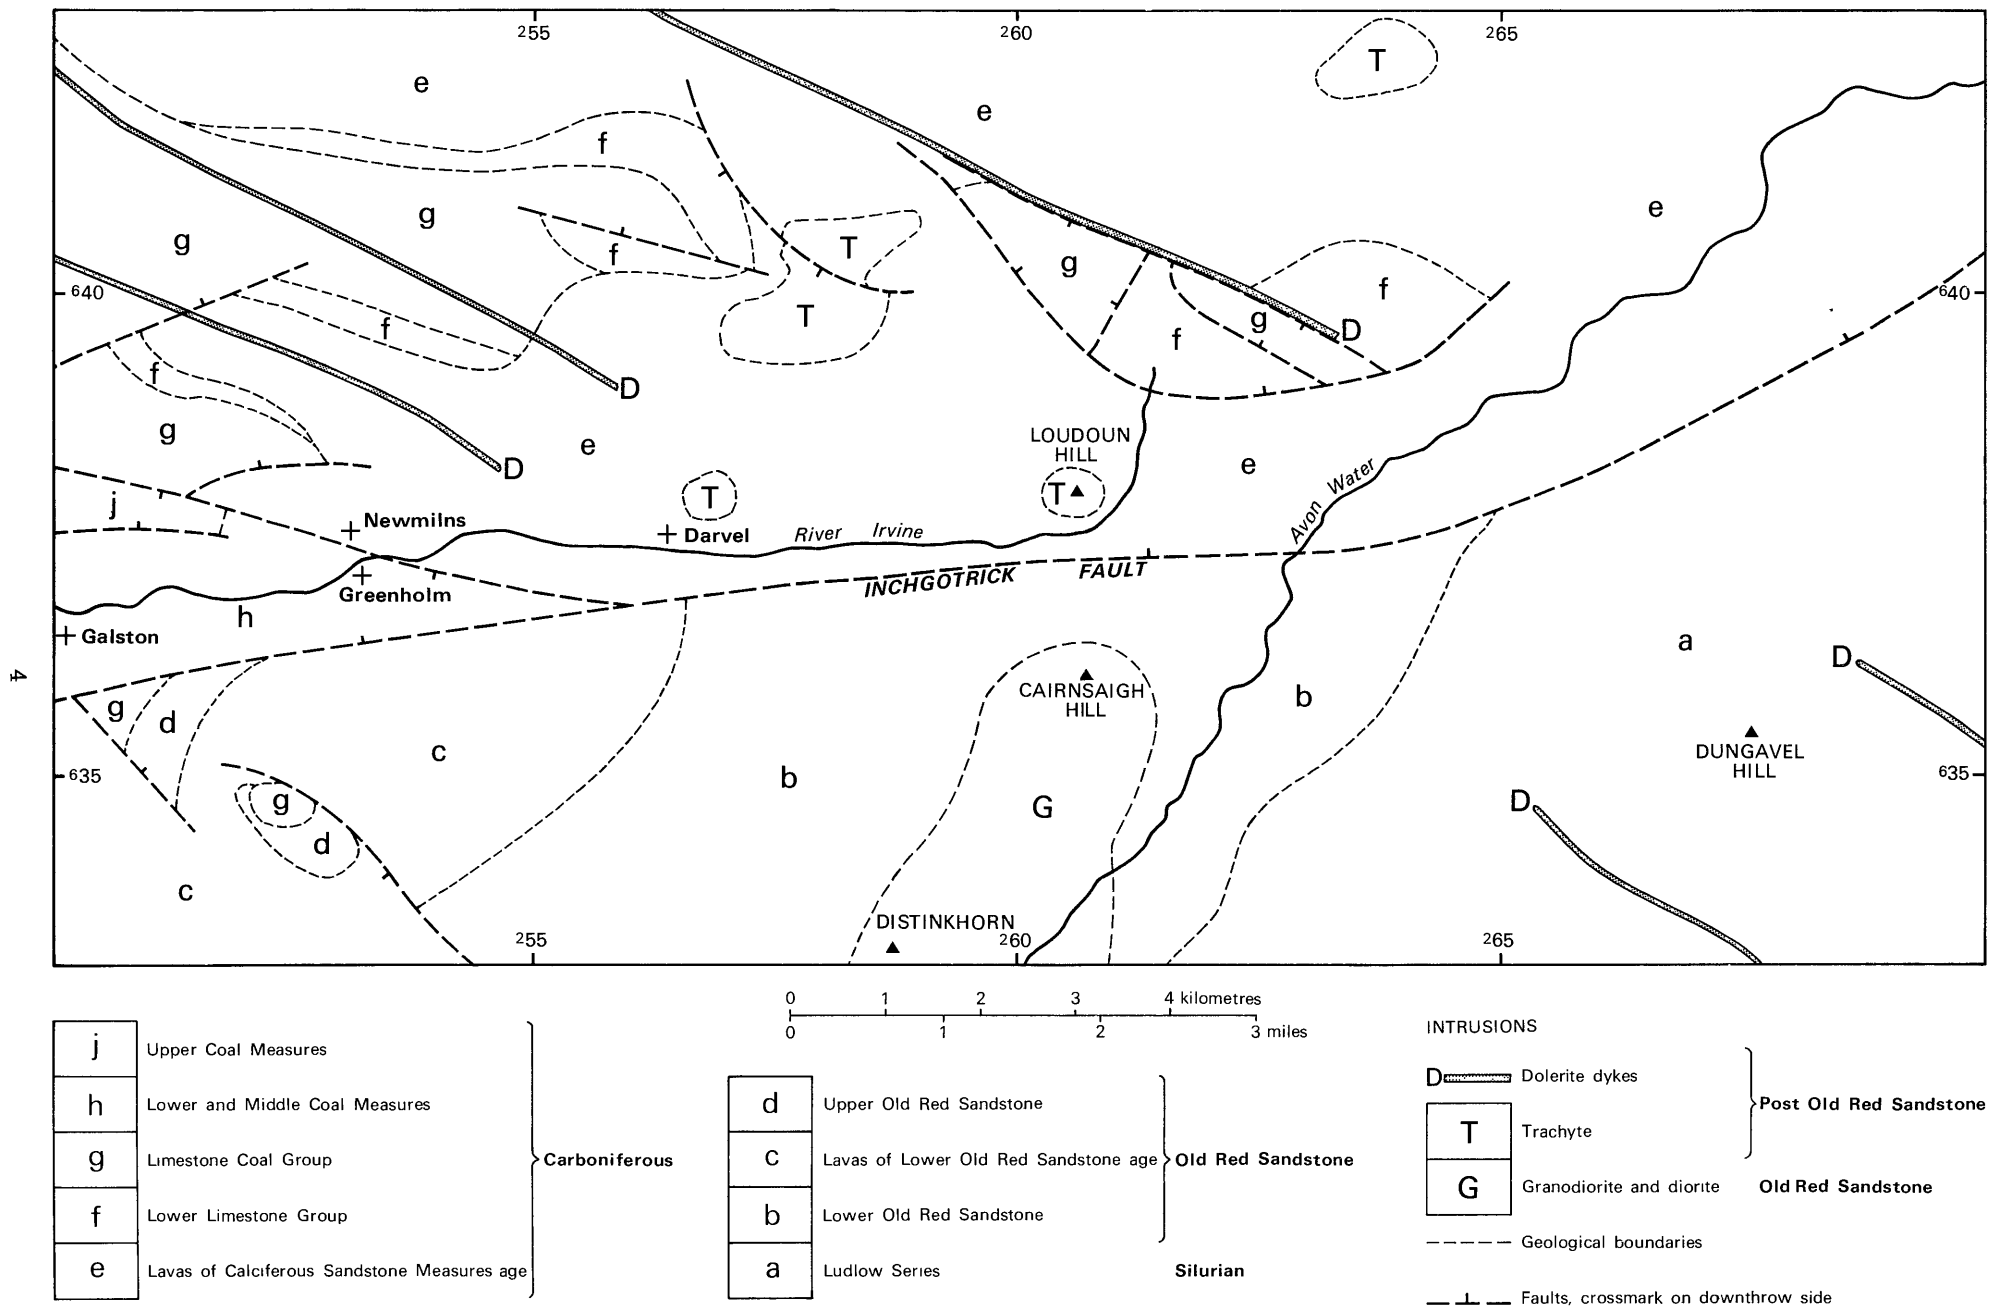 255
260
265
T
e
e
f
e
g
g
T
f
g
f
640
T
f
g
D
640
f
f
D
g
LOUDOUN
HILL
e
e
D
T
T
j
Avon Water
Newmilns
Darvel
River Irvine
INCHGOTRICK FAULT
Greenholm
h
Galston
a
D
4
CAIRNSAIGH
HILL
b
g
d
c
b
DUNGAVEL
HILL
635
635
g
G
D
d
c
DISTINKHORN
255
260
265
0 1 2 3 4 kilometres
0 1 2 3 miles
j Upper Coal Measures
h Lower and Middle Coal Measures
g Limestone Coal Group
f Lower Limestone Group
e Lavas of Calciferous Sandstone Measures age
Carboniferous
d Upper Old Red Sandstone
c Lavas of Lower Old Red Sandstone age
b Lower Old Red Sandstone
Old Red Sandstone
a Ludlow Series
Silurian
INTRUSIONS
D Dolerite dykes
T Trachyte
Post Old Red Sandstone
G Granodiorite and diorite Old Red Sandstone
Geological boundaries
Faults, crossmark on downthrow side